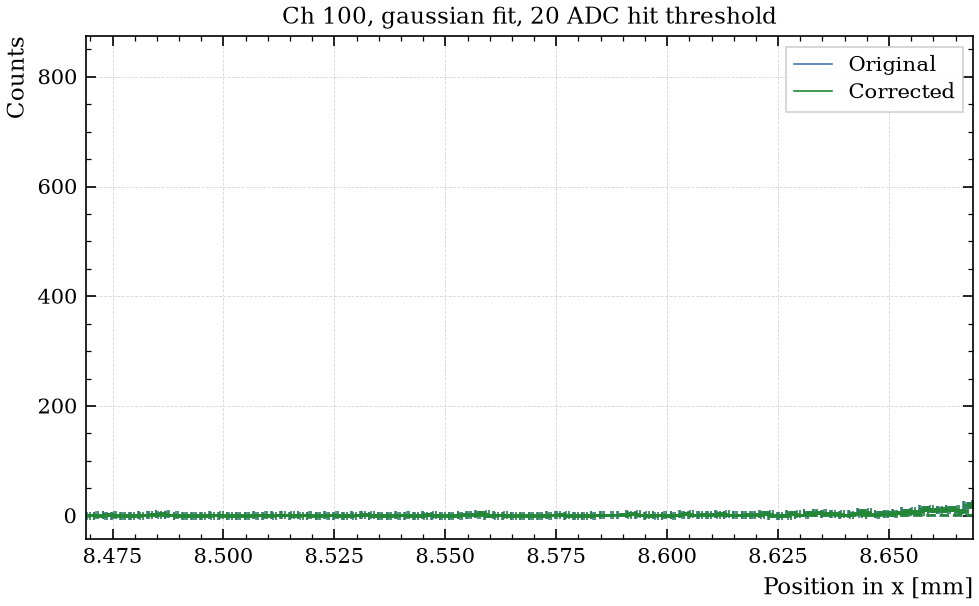 Ch 100, gaussian fit, 20 ADC hit threshold
Counts
Original
Corrected
800
600
400
200
0
8.475 8.500 8.525 8.550 8.575 8.600 8.625 8.650
Position in x [mm]